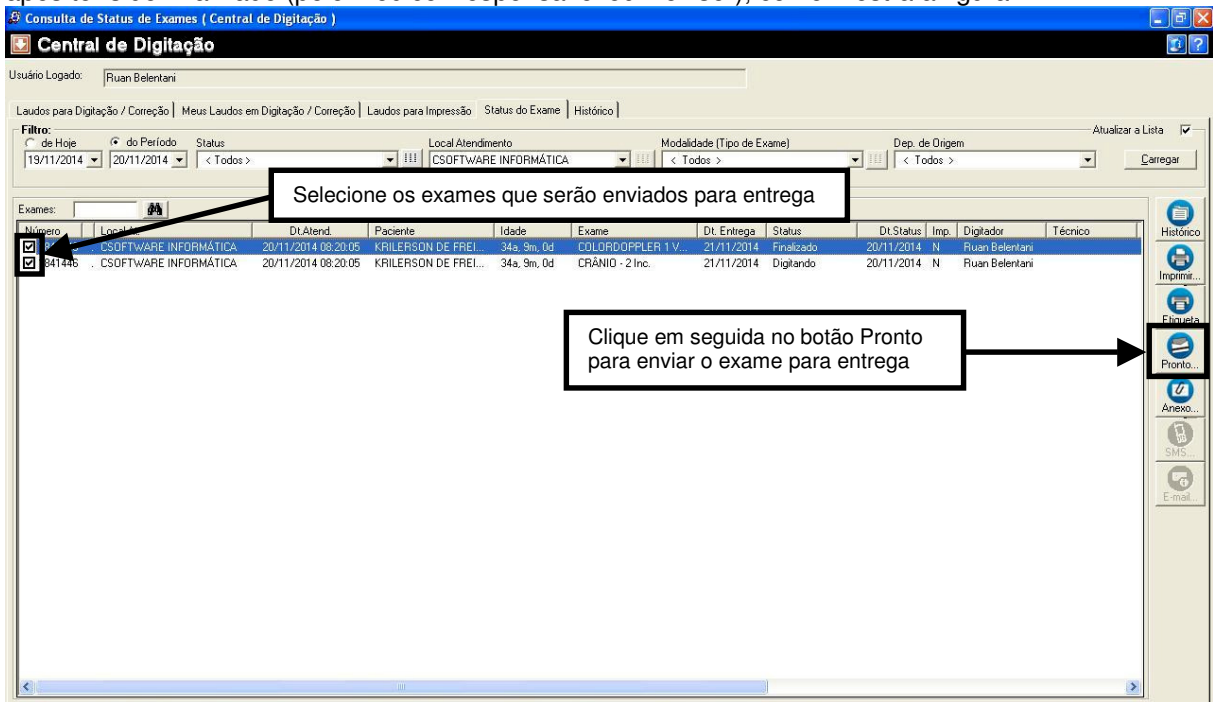 Consulta de Status de Exames ( Central de Digitação )
Central de Digitação
Usuário Logado: Ruan Belentani
Laudos para Digitação / Correção Meus Laudos em Digitação / Correção Laudos para Impressão Status do Exame Histórico
Filtro: Atualizar a Lista
de Hoje do Período Status Local Atendimento Modalidade (Tipo de Exame) Dep. de Origem
19/11/2014 20/11/2014 < Todos > CSOFTWARE INFORMÁTICA < Todos > < Todos > Carregar
Selecione os exames que serão enviados para entrega
Exames:
Número Local At. Dt.Atend. Paciente Idade Exame Dt. Entrega Status Dt.Status Imp. Digitador Técnico
. CSOFTWARE INFORMÁTICA 20/11/2014 08:20:05 KRILERSON DE FREI... 34a, 9m, 0d COLORDOPPLER 1 V... 21/11/2014 Finalizado 20/11/2014 N Ruan Belentani
841446 . CSOFTWARE INFORMÁTICA 20/11/2014 08:20:05 KRILERSON DE FREI... 34a, 9m, 0d CRÂNIO - 2 Inc. 21/11/2014 Digitando 20/11/2014 N Ruan Belentani
Histórico
Imprimir...
Etiqueta
Clique em seguida no botão Pronto
para enviar o exame para entrega
Pronto...
Anexo...
SMS...
E-mail...